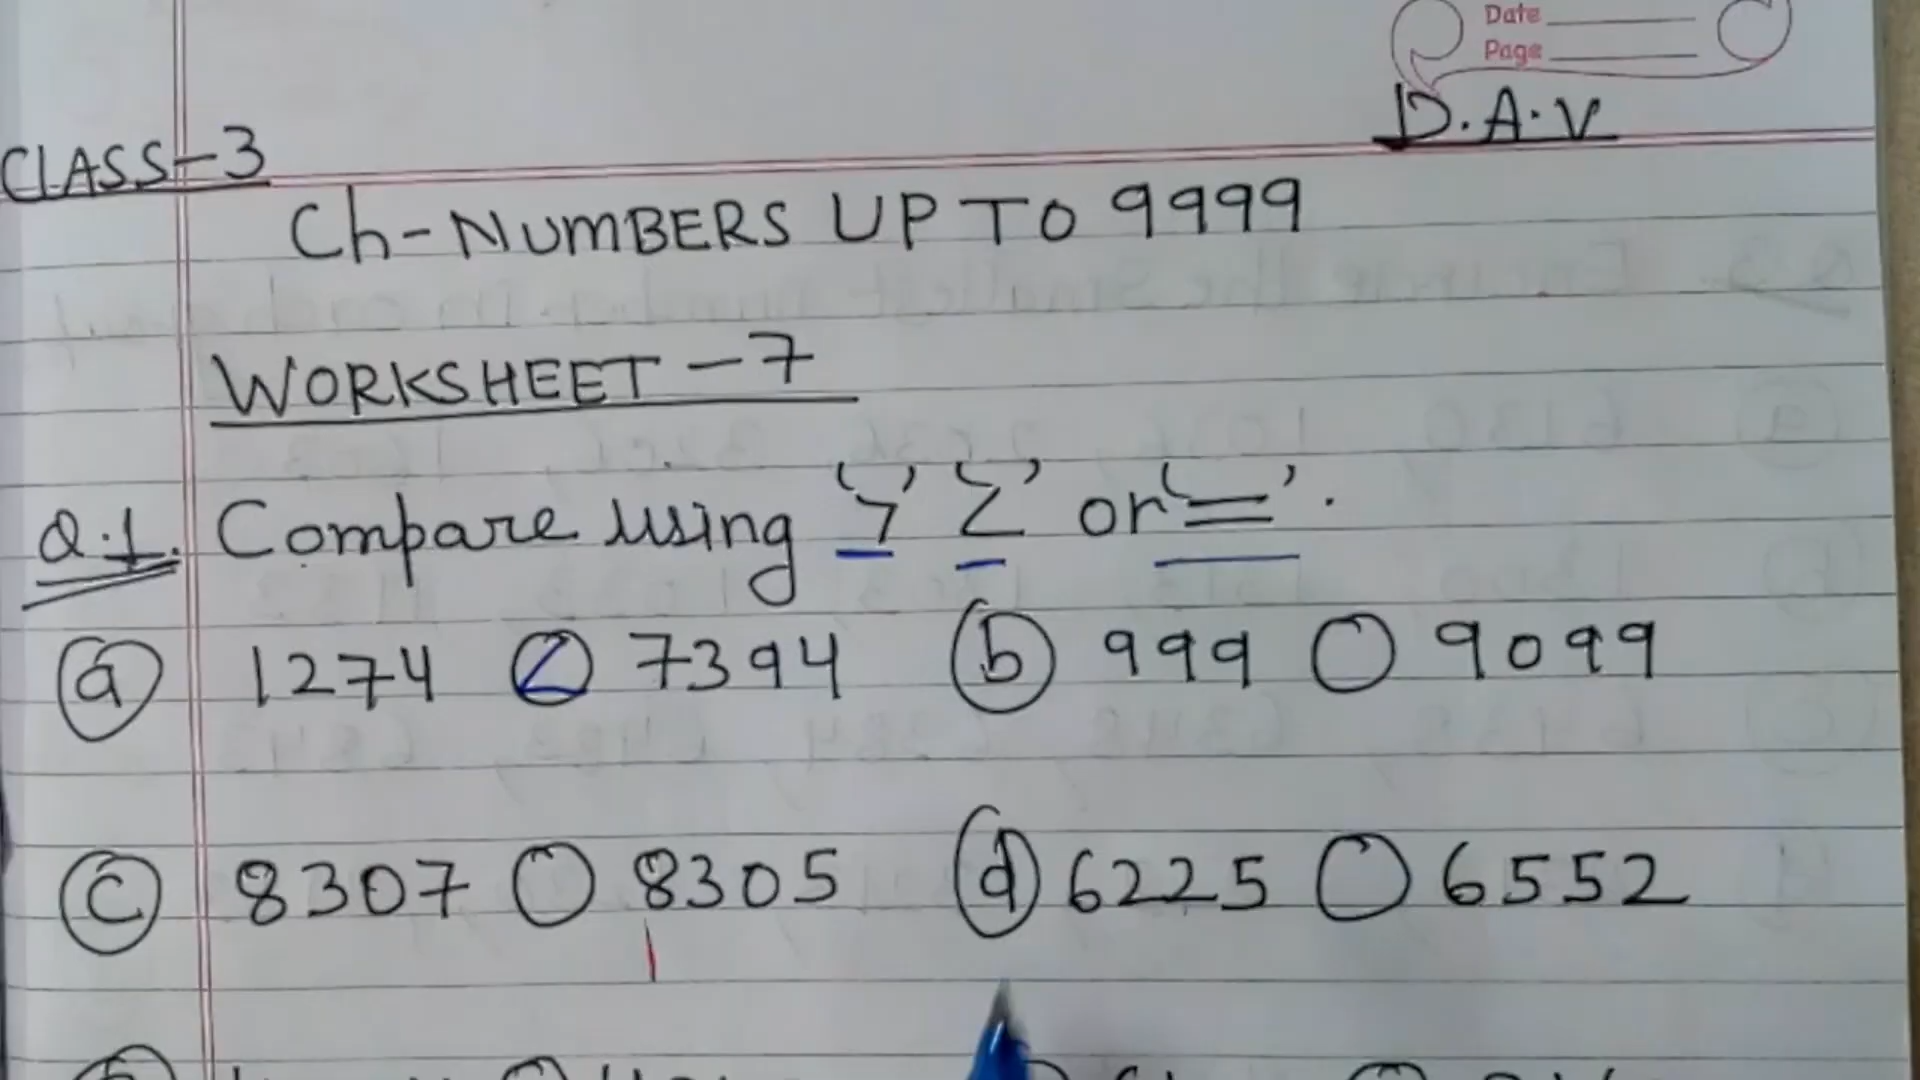 Date
Page
D.A.V
CLASS-3
Ch-NUMBERS UP TO 9999
WORKSHEET-7
Q.1. Compare using '>' '<' or '='.
(a) 1274 < 7394 (b) 999 ○ 9099
(c) 8307 ○ 8305 (d) 6225 ○ 6552